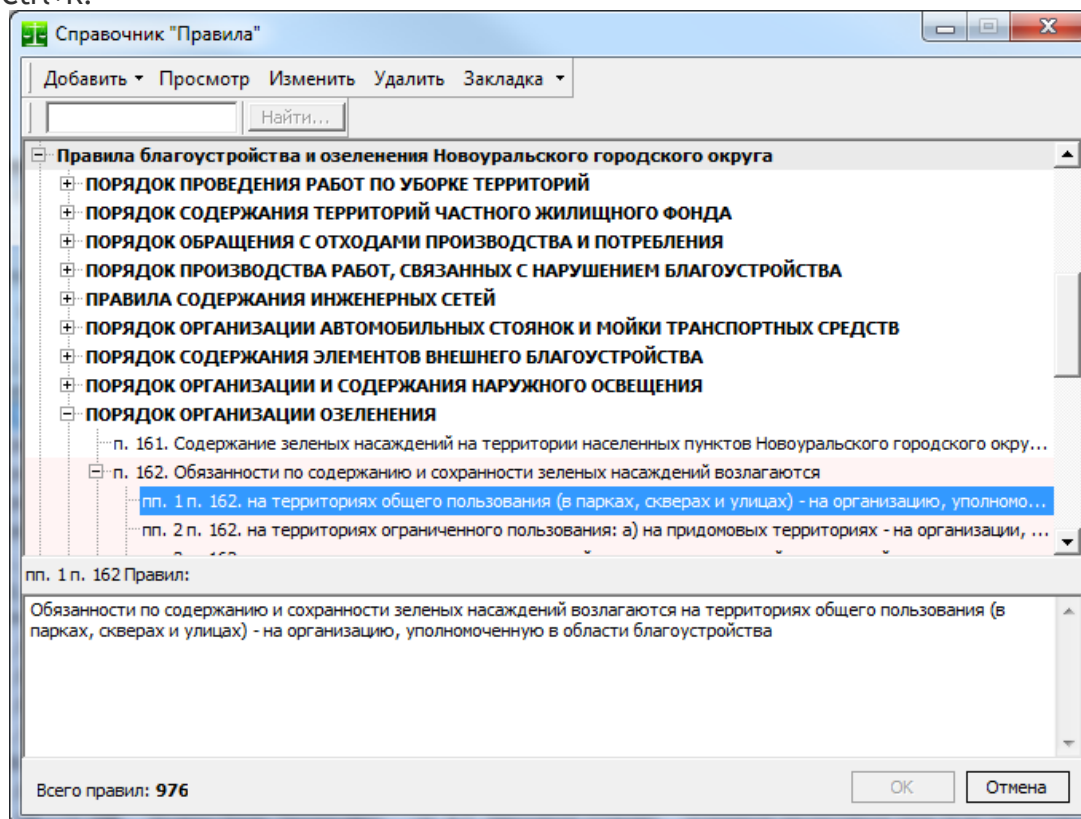 Ctrl+R.
Справочник "Правила"
Добавить Просмотр Изменить Удалить Закладка
Найти...
Правила благоустройства и озеленения Новоуральского городского округа
ПОРЯДОК ПРОВЕДЕНИЯ РАБОТ ПО УБОРКЕ ТЕРРИТОРИЙ
ПОРЯДОК СОДЕРЖАНИЯ ТЕРРИТОРИЙ ЧАСТНОГО ЖИЛИЩНОГО ФОНДА
ПОРЯДОК ОБРАЩЕНИЯ С ОТХОДАМИ ПРОИЗВОДСТВА И ПОТРЕБЛЕНИЯ
ПОРЯДОК ПРОИЗВОДСТВА РАБОТ, СВЯЗАННЫХ С НАРУШЕНИЕМ БЛАГОУСТРОЙСТВА
ПРАВИЛА СОДЕРЖАНИЯ ИНЖЕНЕРНЫХ СЕТЕЙ
ПОРЯДОК ОРГАНИЗАЦИИ АВТОМОБИЛЬНЫХ СТОЯНОК И МОЙКИ ТРАНСПОРТНЫХ СРЕДСТВ
ПОРЯДОК СОДЕРЖАНИЯ ЭЛЕМЕНТОВ ВНЕШНЕГО БЛАГОУСТРОЙСТВА
ПОРЯДОК ОРГАНИЗАЦИИ И СОДЕРЖАНИЯ НАРУЖНОГО ОСВЕЩЕНИЯ
ПОРЯДОК ОРГАНИЗАЦИИ ОЗЕЛЕНЕНИЯ
п. 161. Содержание зеленых насаждений на территории населенных пунктов Новоуральского городского окру...
п. 162. Обязанности по содержанию и сохранности зеленых насаждений возлагаются
пп. 1 п. 162. на территориях общего пользования (в парках, скверах и улицах) - на организацию, уполномо...
пп. 2 п. 162. на территориях ограниченного пользования: а) на придомовых территориях - на организации, ...
пп. 1 п. 162 Правил:
Обязанности по содержанию и сохранности зеленых насаждений возлагаются на территориях общего пользования (в
парках, скверах и улицах) - на организацию, уполномоченную в области благоустройства
Всего правил: 976
ОК Отмена